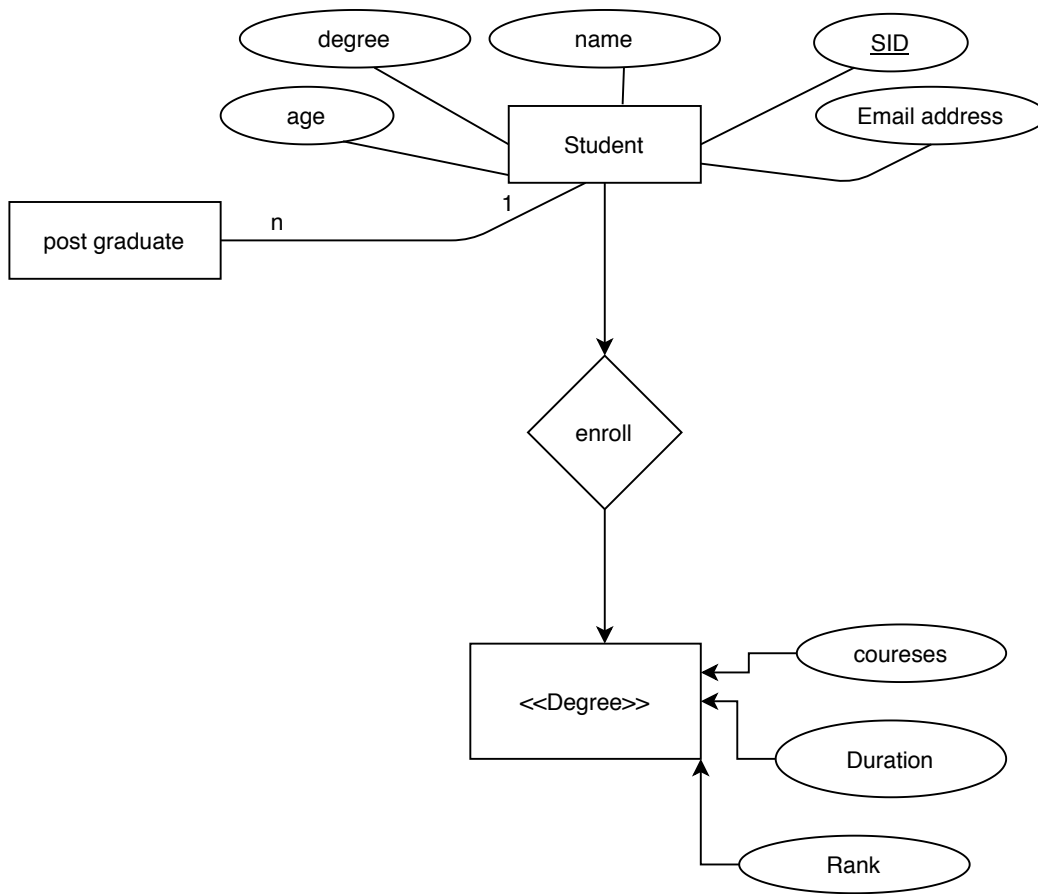 degree
name
SID
age
Email address
Student
1
n
post graduate
enroll
coureses
<<Degree>>
Duration
Rank